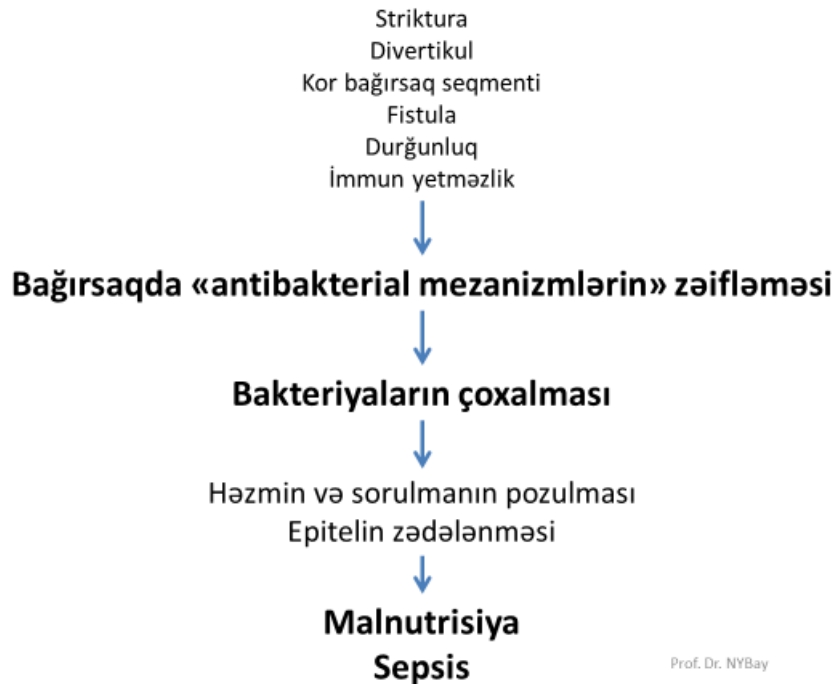 Striktura
Divertikul
Kor bağırsaq seqmenti
Fistula
Durğunluq
İmmun yetməzlik
Bağırsaqda «antibakterial mezanizmlərin» zəifləməsi
Bakteriyaların çoxalması
Həzmin və sorulmanın pozulması
Epitelin zədələnməsi
Malnutrisiya
Sepsis
Prof. Dr. NYBay